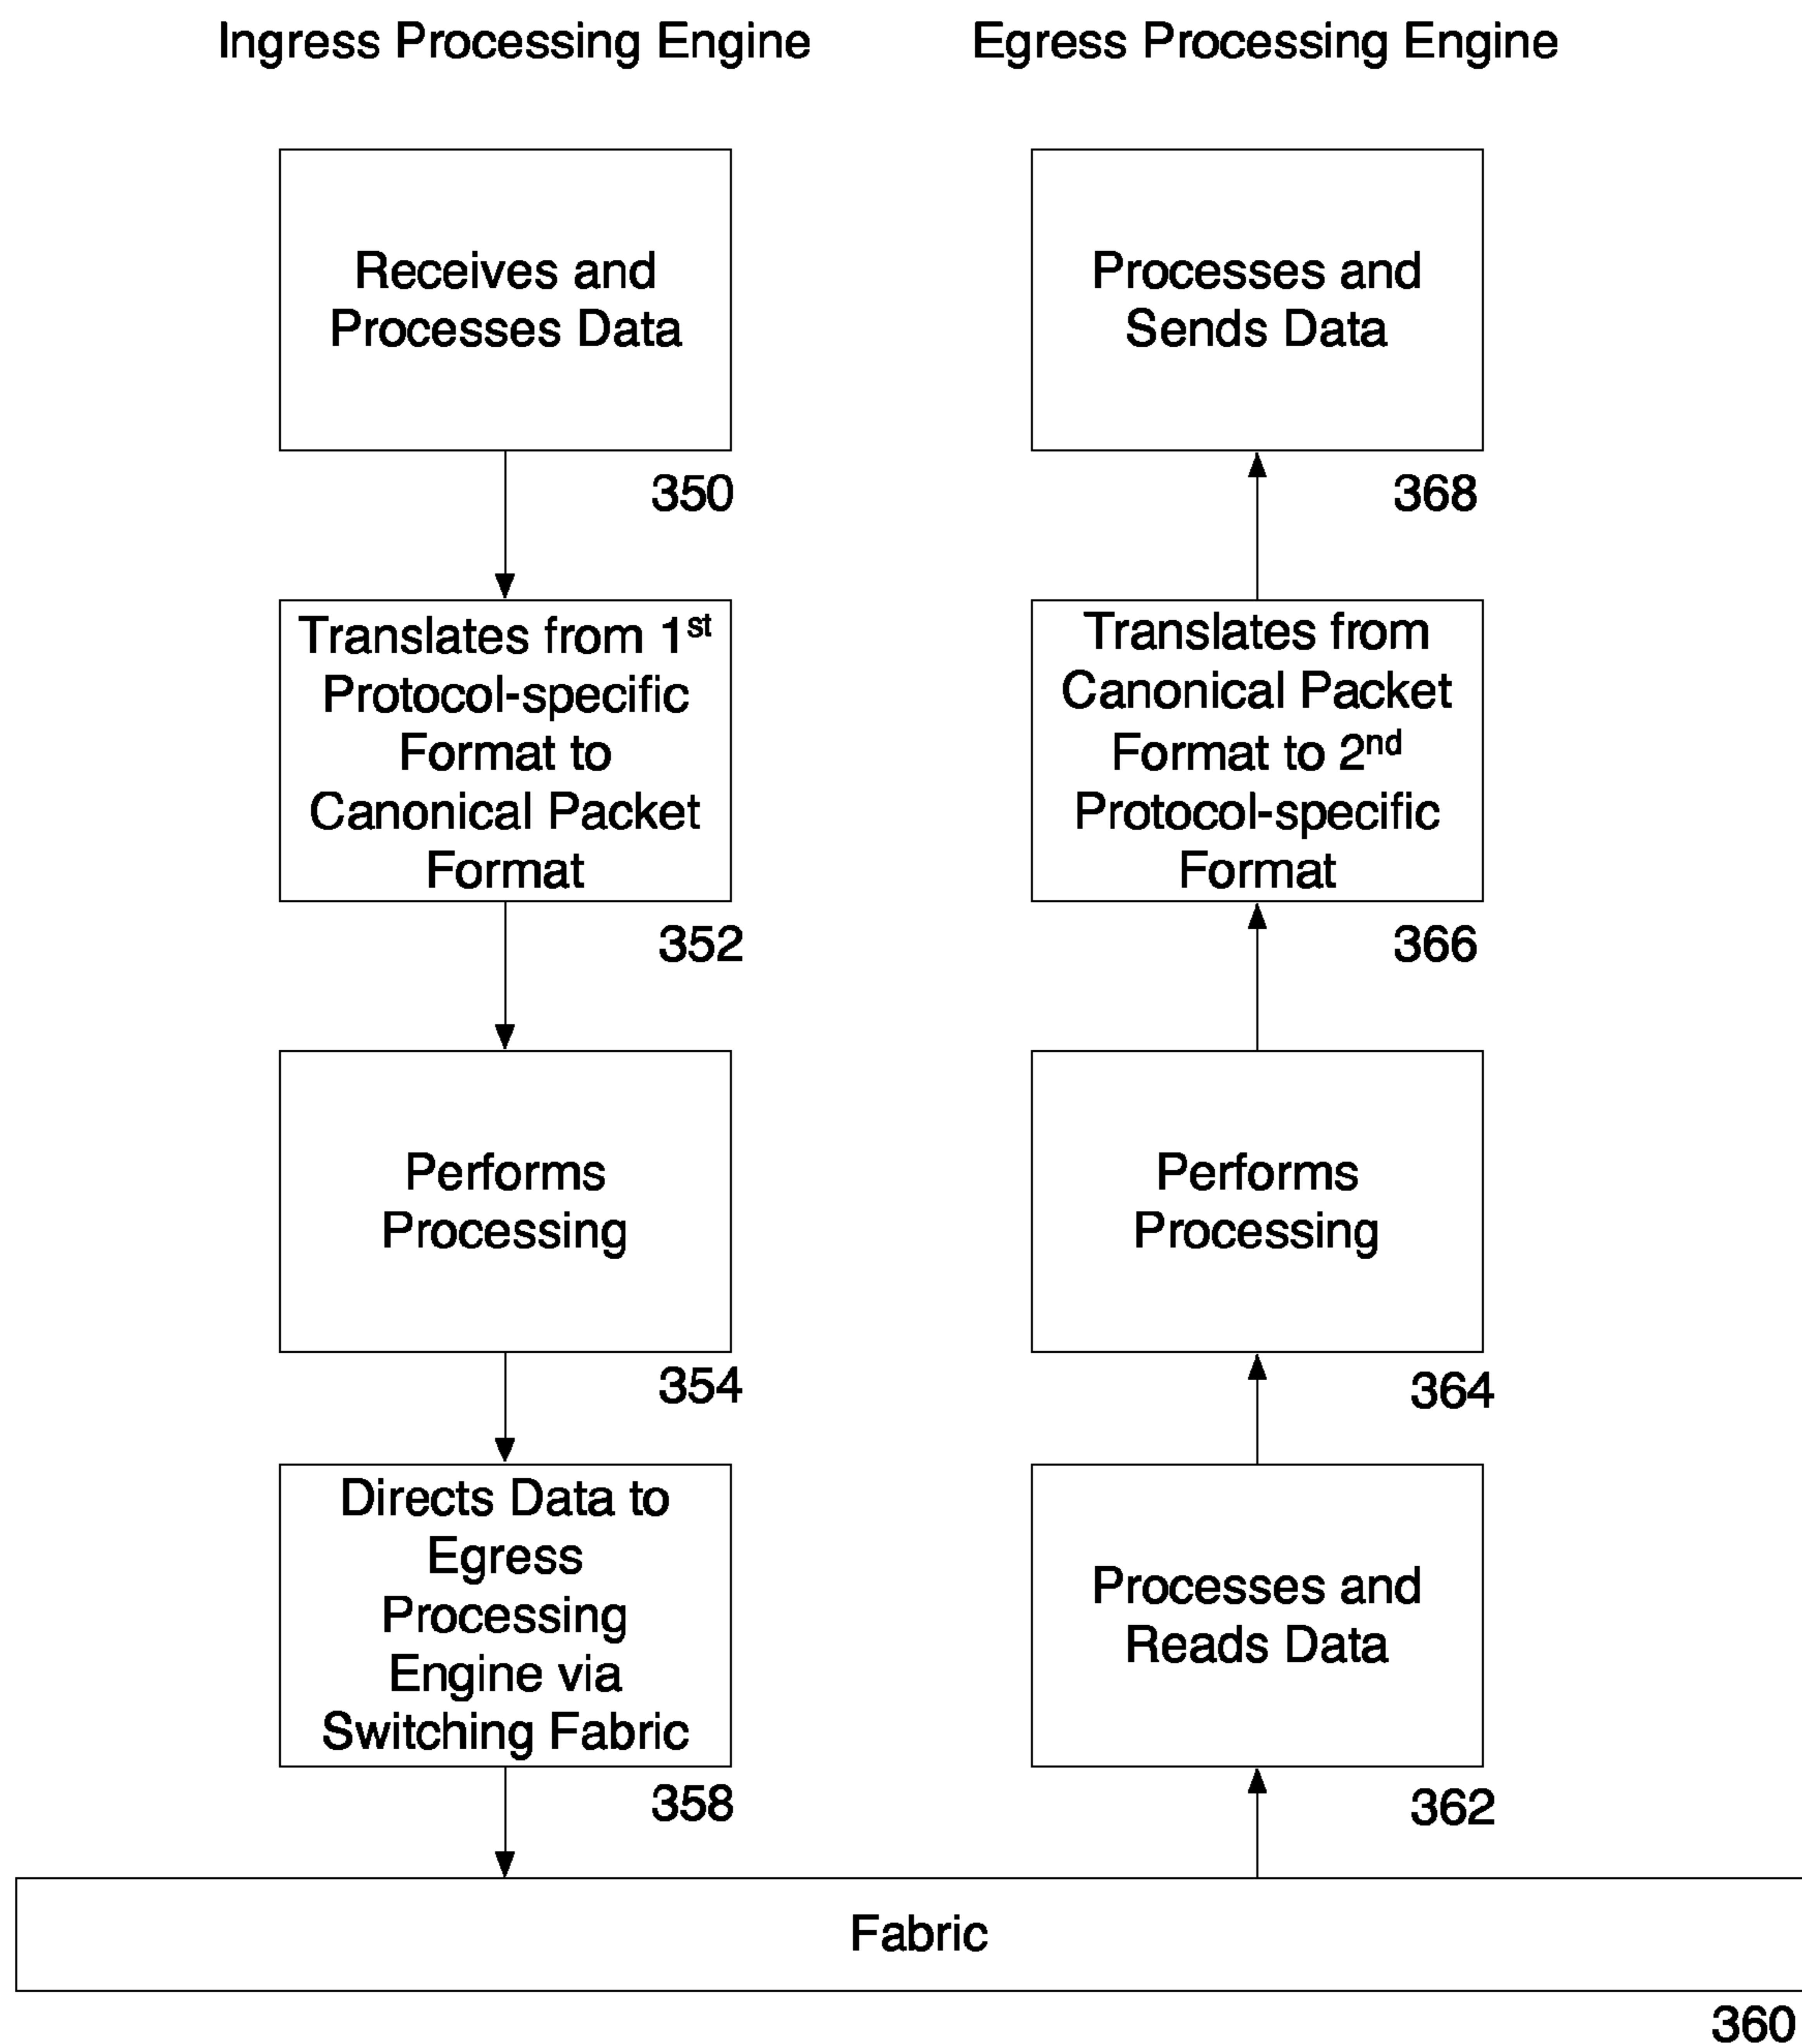 Ingress Processing Engine
Egress Processing Engine
Receives and
Processes Data
350
Translates from 1st
Protocol-specific
Format to
Canonical Packet
Format
352
Performs
Processing
354
Directs Data to
Egress
Processing
Engine via
Switching Fabric
358
Processes and
Sends Data
368
Translates from
Canonical Packet
Format to 2nd
Protocol-specific
Format
366
Performs
Processing
364
Processes and
Reads Data
362
Fabric
360